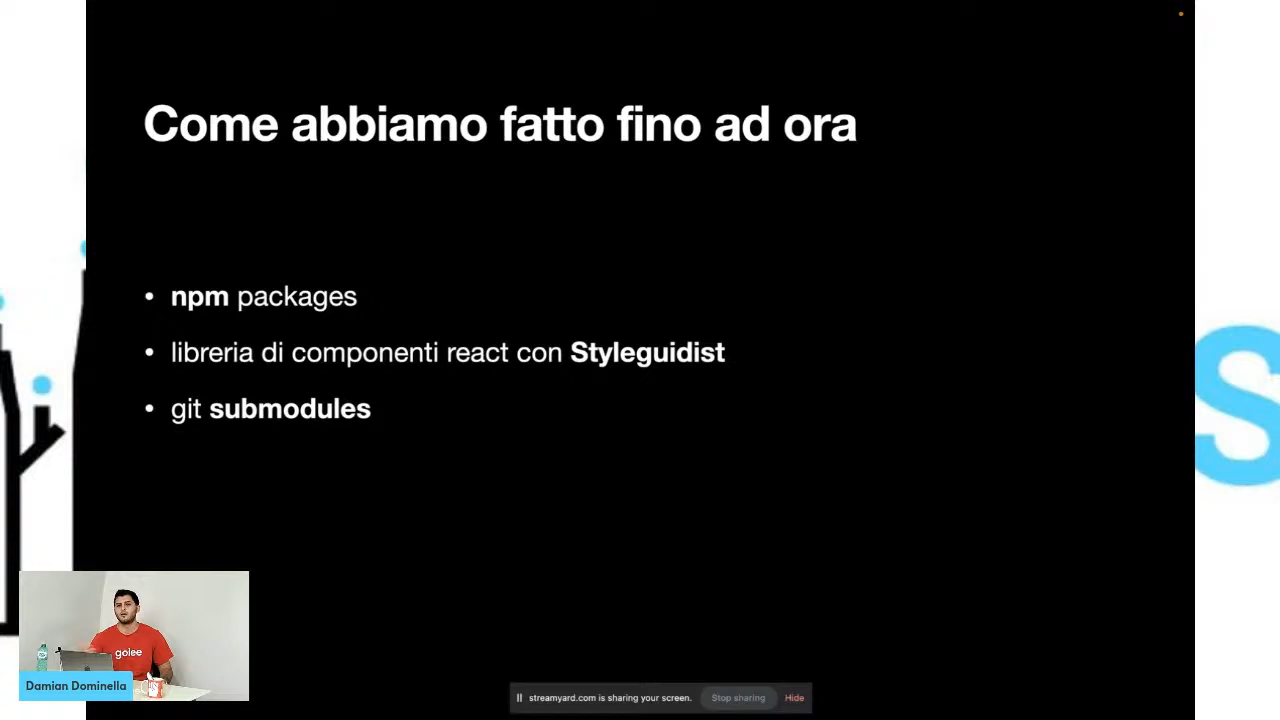 Come abbiamo fatto fino ad ora
• npm packages
• libreria di componenti react con Styleguidist
• git submodules
S
golee
Damian Dominella
streamyard.com is sharing your screen. Stop sharing Hide